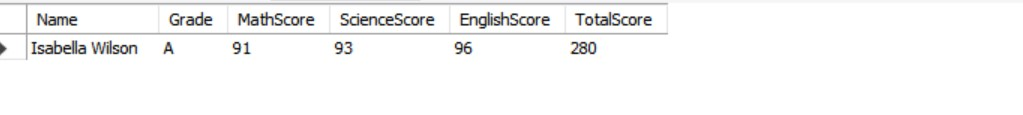 Name Grade MathScore ScienceScore EnglishScore TotalScore
Isabella Wilson A 91 93 96 280